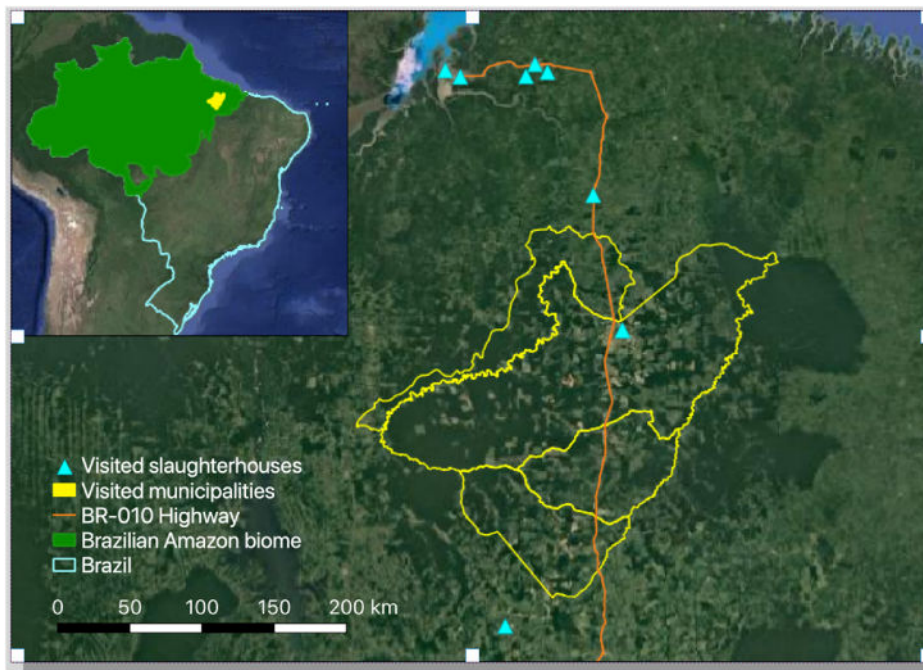 Visited slaughterhouses
Visited municipalities
BR-010 Highway
Brazilian Amazon biome
Brazil
0 50 100 150 200 km